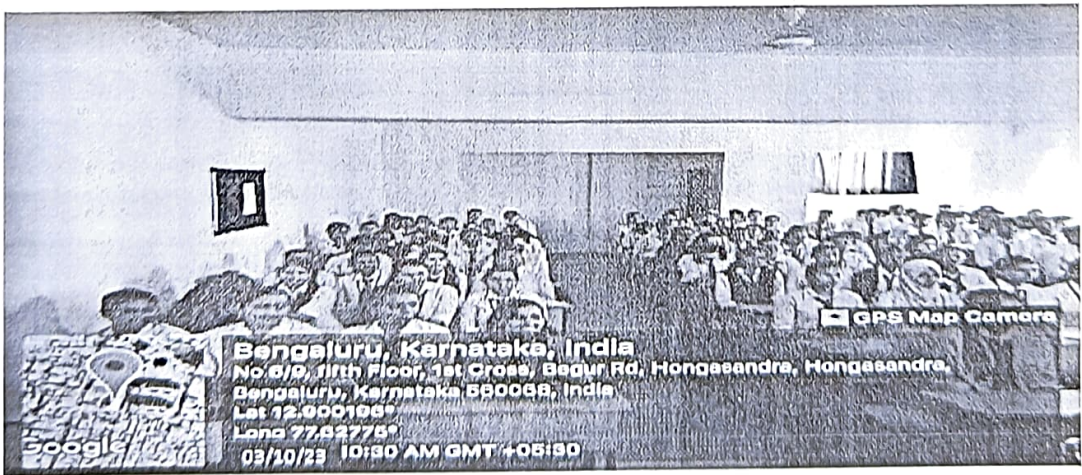 GPS Map Camera
Bengaluru, Karnataka, India
No.6/9, fifth Floor, 1st Cross, Begur Rd, Hongasandra, Hongasandra,
Bengaluru, Karnataka 560068, India
Lat 12.900196°
Long 77.62775°
03/10/23 10:30 AM GMT +05:30
Google